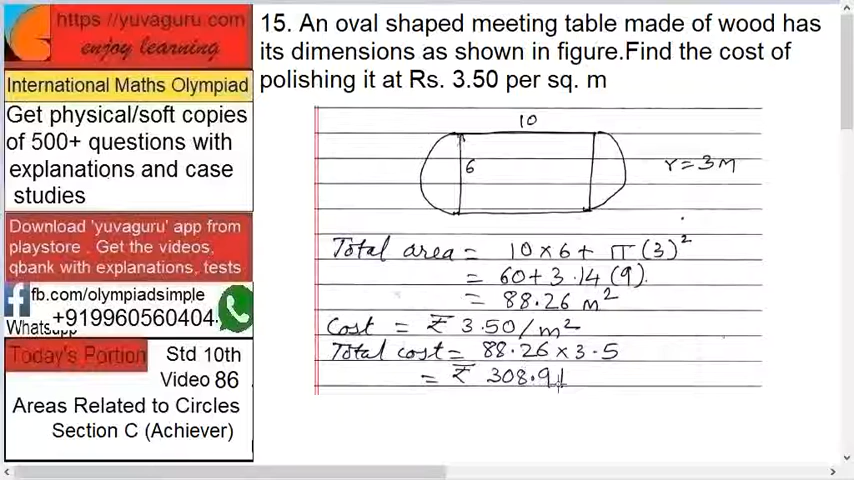 https://yuvaguru.com
enjoy learning
International Maths Olympiad
Get physical/soft copies
of 500+ questions with
explanations and case
studies
Download 'yuvaguru' app from
playstore . Get the videos,
qbank with explanations, tests
fb.com/olympiadsimple
Whatsapp
+919960560404.
Today's Portion
Std 10th
Video 86
Areas Related to Circles
Section C (Achiever)
15. An oval shaped meeting table made of wood has
its dimensions as shown in figure.Find the cost of
polishing it at Rs. 3.50 per sq. m
10
6
r = 3 M
Total area = 10 × 6 + π (3)²
= 60 + 3.14 (9).
= 88.26 m²
Cost = ₹ 3.50/m²
Total cost = 88.26 × 3.5
= ₹ 308.91